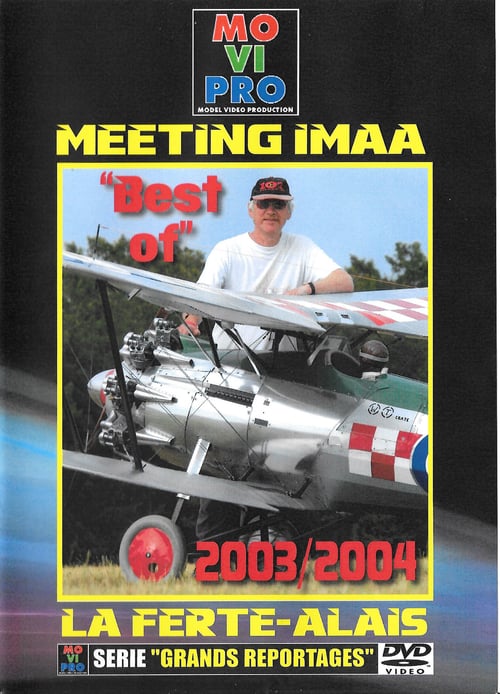 MO
VI
PRO
MODEL VIDEO PRODUCTION
MEETING IMAA
"Best
of"
W T CRATE
2003/2004
LA FERTE-ALAIS
MO
VI
PRO
SERIE "GRANDS REPORTAGES"
DVD
VIDEO